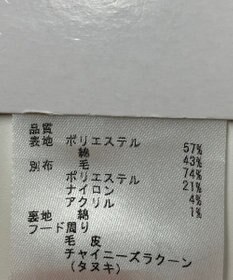 品質
表地 ポリエステル 57%
綿 43%
別布 毛 74%
ポリエステル 21%
ナイロン 4%
アクリル 1%
裏地 綿
フード周り
毛 皮
チャイニーズラクーン
(タヌキ)